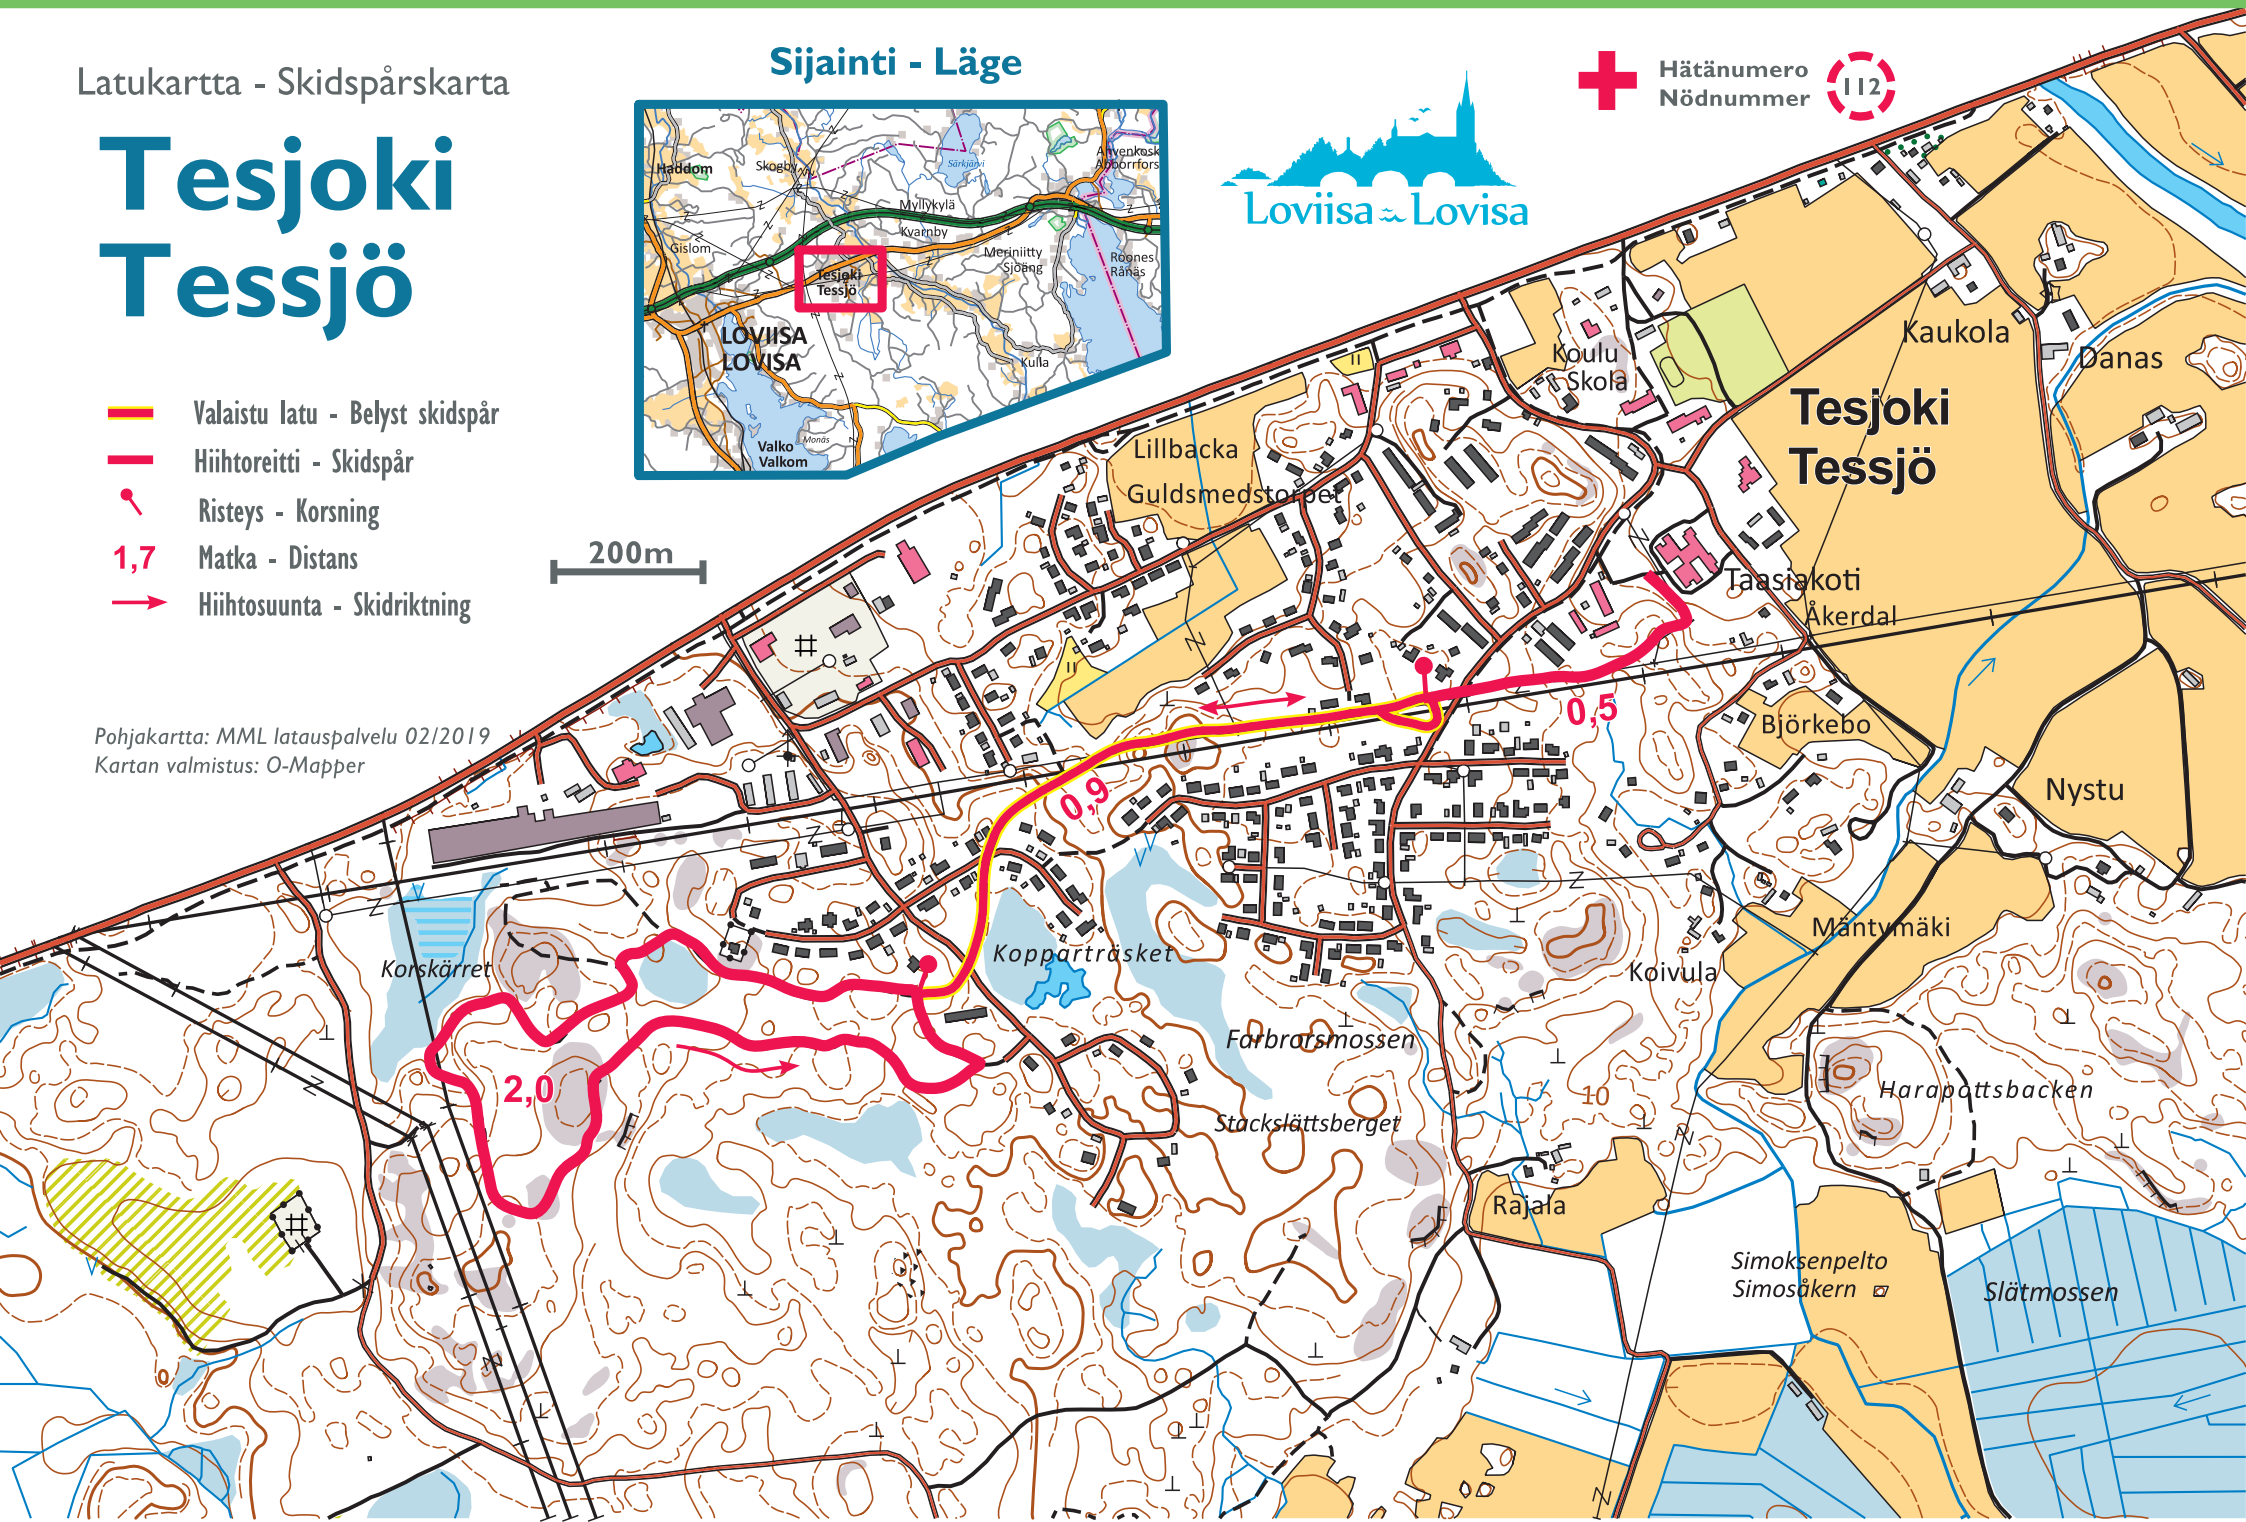 Latukartta - Skidspårskarta
Tesjoki
Tessjö
Sijainti - Läge
Hätänumero
Nödnummer
112
Loviisa ~ Lovisa
Haddom
Skogby
Särkjärvi
Gislom
Myllykylä
Kvarnby
Meriniitty
Sjöäng
Tesjoki
Tessjö
LOVIISA
LOVISA
Kulla
Valko
Valkom
Monäs
Valaistu latu - Belyst skidspår
Hiihtoreitti - Skidspår
Risteys - Korsning
1,7 Matka - Distans
Hiihtosuunta - Skidriktning
200m
Pohjakartta: MML latauspalvelu 02/2019
Kartan valmistus: O-Mapper
Koulu
Skola
Kaukola
Danas
Tesjoki
Tessjö
Lillbacka
Guldsmedstorpet
Taasiakoti
Åkerdal
0,5
Björkebo
Nystu
0,9
Mäntymäki
Koivula
Korskärret
Kopparträsket
Farbrorsmossen
2,0
10
Harapottsbacken
Stackslättsberget
Rajala
Simoksenpelto
Simosåkern
Slätmossen